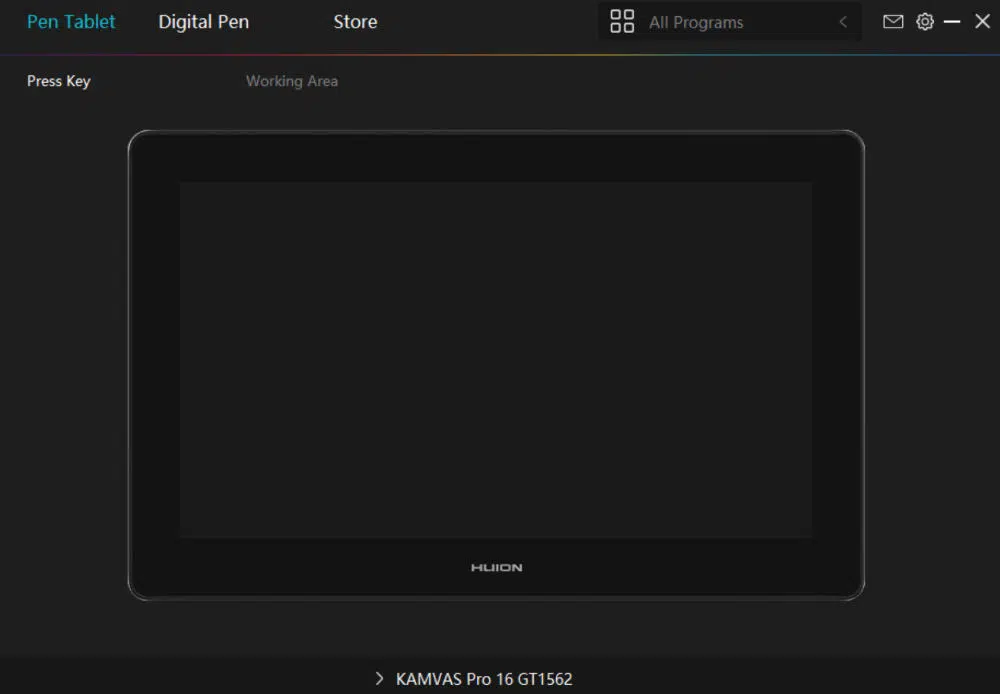 Pen Tablet Digital Pen Store All Programs
Press Key Working Area
HUION
KAMVAS Pro 16 GT1562